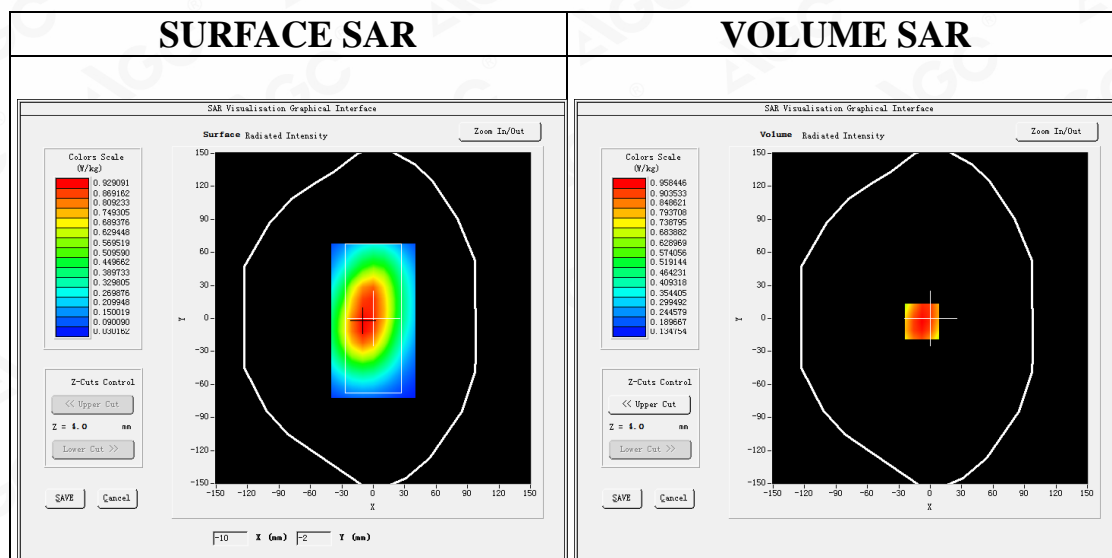 SURFACE SAR
VOLUME SAR
SAR Visualisation Graphical Interface
Surface Radiated Intensity
Zoom In/Out
Colors Scale
(W/kg)
0.929091
0.869162
0.809233
0.749305
0.689376
0.629448
0.569519
0.509590
0.449662
0.389733
0.329805
0.269876
0.209948
0.150019
0.090090
0.030162
150
120
90
60
30
0
-30
-60
-90
-120
-150
Y
-150 -120 -90 -60 -30 0 30 60 90 120 150
X
Z-Cuts Control
<< Upper Cut
Z = 4.0 mm
Lower Cut >>
SAVE Cancel
-10 X (mm) -2 Y (mm)
SAR Visualisation Graphical Interface
Volume Radiated Intensity
Zoom In/Out
Colors Scale
(W/kg)
0.958446
0.903533
0.848621
0.793708
0.738795
0.683882
0.628969
0.574056
0.519144
0.464231
0.409318
0.354405
0.299492
0.244579
0.189667
0.134754
150
120
90
60
30
0
-30
-60
-90
-120
-150
Y
-150 -120 -90 -60 -30 0 30 60 90 120 150
X
Z-Cuts Control
<< Upper Cut
Z = 4.0 mm
Lower Cut >>
SAVE Cancel